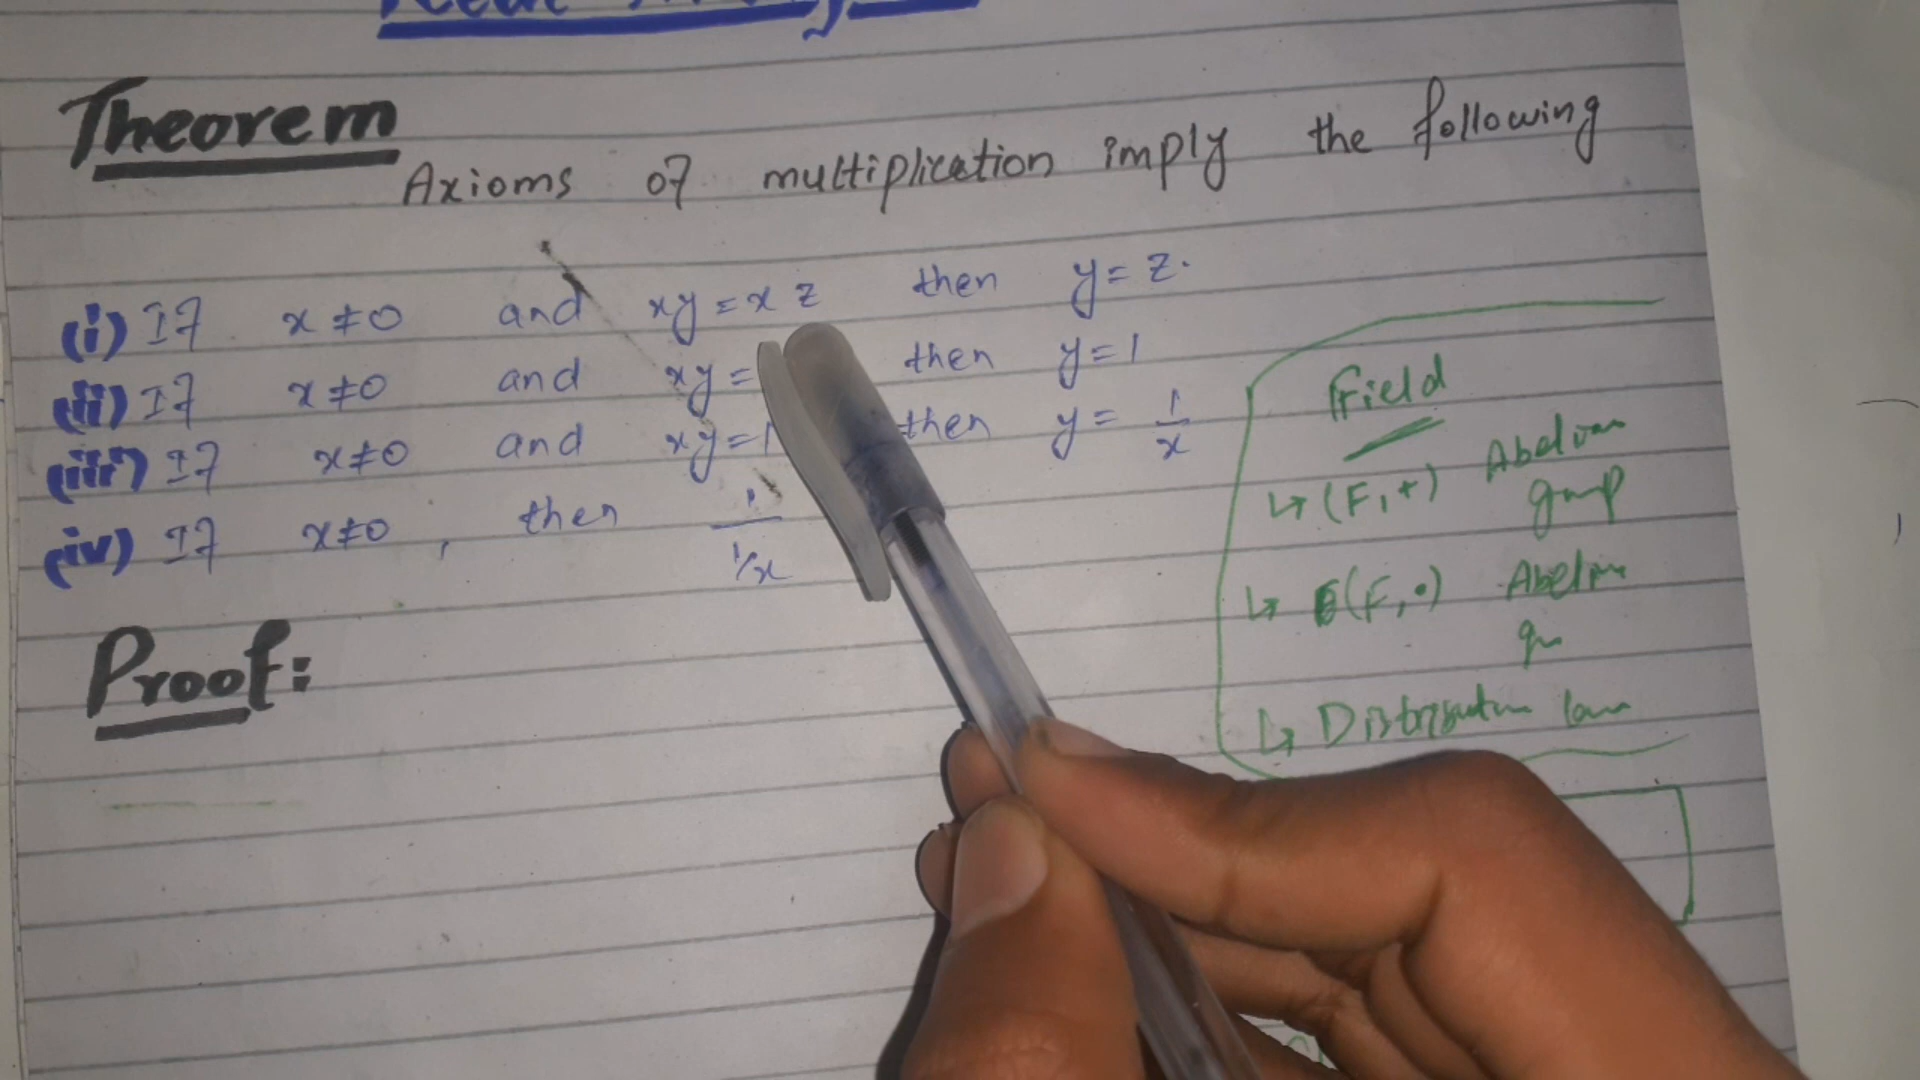 Theorem
Axioms of multiplication imply the following
(i) If x ≠ 0 and xy = x z then y = z.
(ii) If x ≠ 0 and xy = then y = 1
(iii) If x ≠ 0 and xy = 1 then y = 1/x
(iv) If x ≠ 0 , then 1/(1/x)
Proof:
Field
↳ (F, +) Abelian
group
↳ (F, •) Abelian
↳ Distributive law